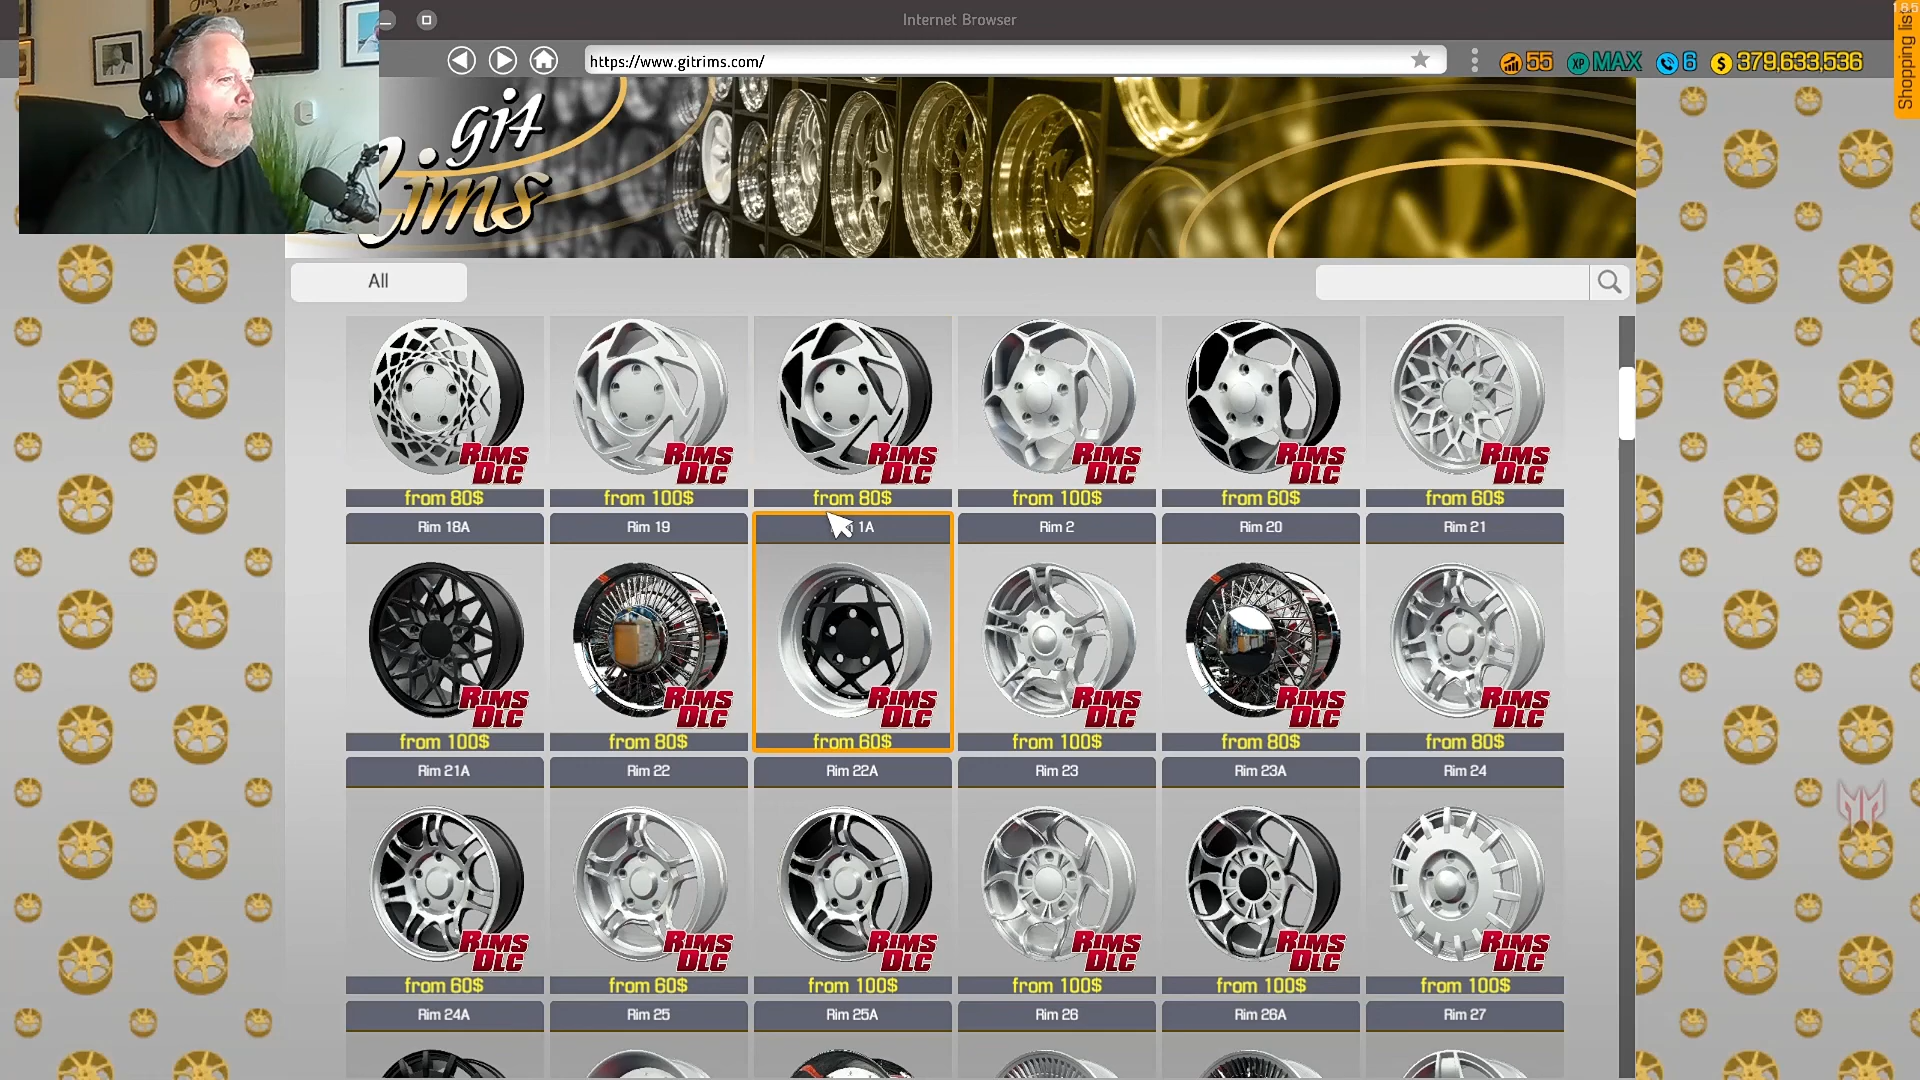 Internet Browser
185
https://www.gitrims.com/
55
XP MAX
6
$ 379,633,536
Shopping list
git
Rims
All
RIMS DLC
RIMS DLC
RIMS DLC
RIMS DLC
RIMS DLC
RIMS DLC
from 80$
from 100$
from 80$
from 100$
from 60$
from 60$
Rim 18A
Rim 19
1A
Rim 2
Rim 20
Rim 21
RIMS DLC
RIMS DLC
RIMS DLC
RIMS DLC
RIMS DLC
RIMS DLC
from 100$
from 80$
from 60$
from 100$
from 80$
from 80$
Rim 21A
Rim 22
Rim 22A
Rim 23
Rim 23A
Rim 24
RIMS DLC
RIMS DLC
RIMS DLC
RIMS DLC
RIMS DLC
RIMS DLC
from 60$
from 60$
from 100$
from 100$
from 100$
from 100$
Rim 24A
Rim 25
Rim 25A
Rim 26
Rim 26A
Rim 27